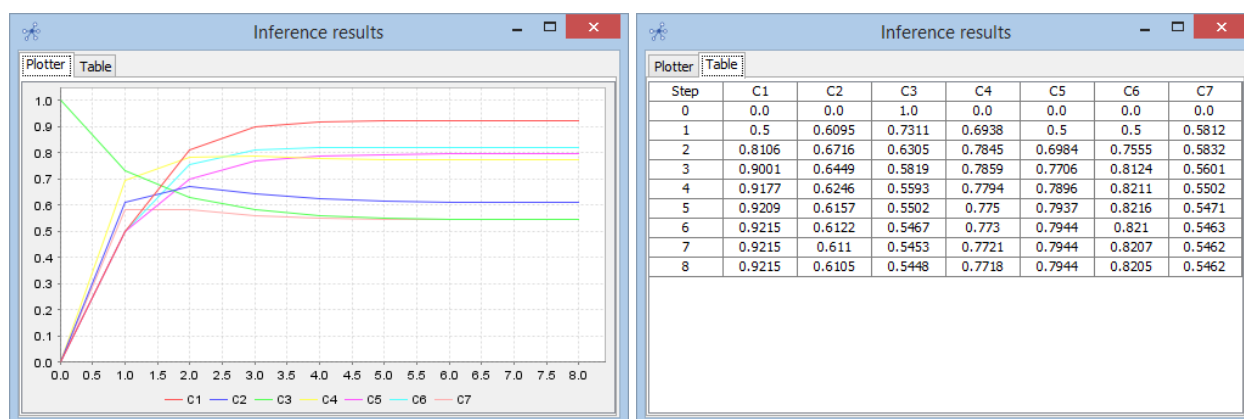 Inference results
Plotter Table
1.0
0.9
0.8
0.7
0.6
0.5
0.4
0.3
0.2
0.1
0.0
0.0 0.5 1.0 1.5 2.0 2.5 3.0 3.5 4.0 4.5 5.0 5.5 6.0 6.5 7.0 7.5 8.0
C1 C2 C3 C4 C5 C6 C7
Inference results
Plotter Table
Step C1 C2 C3 C4 C5 C6 C7
0 0.0 0.0 1.0 0.0 0.0 0.0 0.0
1 0.5 0.6095 0.7311 0.6938 0.5 0.5 0.5812
2 0.8106 0.6716 0.6305 0.7845 0.6984 0.7555 0.5832
3 0.9001 0.6449 0.5819 0.7859 0.7706 0.8124 0.5601
4 0.9177 0.6246 0.5593 0.7794 0.7896 0.8211 0.5502
5 0.9209 0.6157 0.5502 0.775 0.7937 0.8216 0.5471
6 0.9215 0.6122 0.5467 0.773 0.7944 0.821 0.5463
7 0.9215 0.611 0.5453 0.7721 0.7944 0.8207 0.5462
8 0.9215 0.6105 0.5448 0.7718 0.7944 0.8205 0.5462